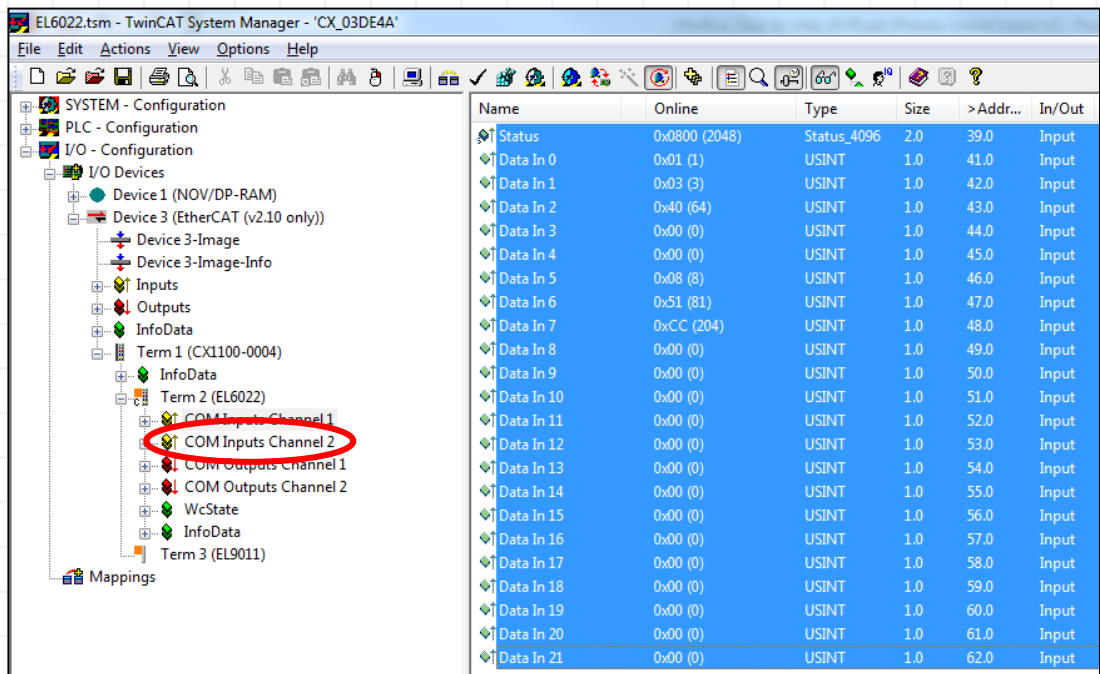 EL6022.tsm - TwinCAT System Manager - 'CX_03DE4A'
File Edit Actions View Options Help
SYSTEM - Configuration
PLC - Configuration
I/O - Configuration
I/O Devices
Device 1 (NOV/DP-RAM)
Device 3 (EtherCAT (v2.10 only))
Device 3-Image
Device 3-Image-Info
Inputs
Outputs
InfoData
Term 1 (CX1100-0004)
InfoData
Term 2 (EL6022)
COM Inputs Channel 1
COM Inputs Channel 2
COM Outputs Channel 1
COM Outputs Channel 2
WcState
InfoData
Term 3 (EL9011)
Mappings
Name Online Type Size >Addr... In/Out
Status 0x0800 (2048) Status_4096 2.0 39.0 Input
Data In 0 0x01 (1) USINT 1.0 41.0 Input
Data In 1 0x03 (3) USINT 1.0 42.0 Input
Data In 2 0x40 (64) USINT 1.0 43.0 Input
Data In 3 0x00 (0) USINT 1.0 44.0 Input
Data In 4 0x00 (0) USINT 1.0 45.0 Input
Data In 5 0x08 (8) USINT 1.0 46.0 Input
Data In 6 0x51 (81) USINT 1.0 47.0 Input
Data In 7 0xCC (204) USINT 1.0 48.0 Input
Data In 8 0x00 (0) USINT 1.0 49.0 Input
Data In 9 0x00 (0) USINT 1.0 50.0 Input
Data In 10 0x00 (0) USINT 1.0 51.0 Input
Data In 11 0x00 (0) USINT 1.0 52.0 Input
Data In 12 0x00 (0) USINT 1.0 53.0 Input
Data In 13 0x00 (0) USINT 1.0 54.0 Input
Data In 14 0x00 (0) USINT 1.0 55.0 Input
Data In 15 0x00 (0) USINT 1.0 56.0 Input
Data In 16 0x00 (0) USINT 1.0 57.0 Input
Data In 17 0x00 (0) USINT 1.0 58.0 Input
Data In 18 0x00 (0) USINT 1.0 59.0 Input
Data In 19 0x00 (0) USINT 1.0 60.0 Input
Data In 20 0x00 (0) USINT 1.0 61.0 Input
Data In 21 0x00 (0) USINT 1.0 62.0 Input